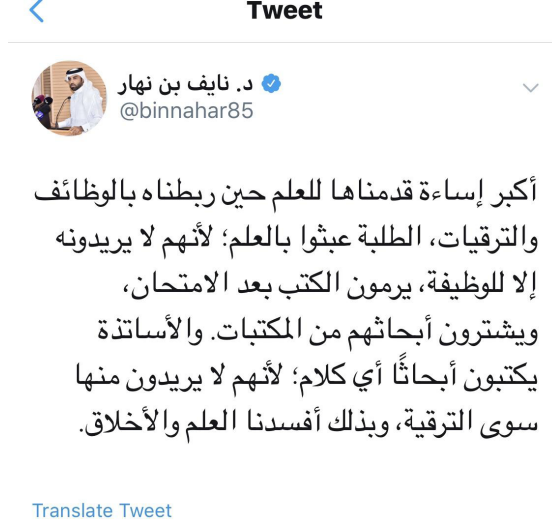 Tweet
د. نايف بن نهار
@binnahar85
أكبر إساءة قدمناها للعلم حين ربطناه بالوظائف
والترقيات، الطلبة عبثوا بالعلم؛ لأنهم لا يريدونه
إلا للوظيفة، يرمون الكتب بعد الامتحان،
ويشترون أبحاثهم من المكتبات. والأساتذة
يكتبون أبحاثًا أي كلام؛ لأنهم لا يريدون منها
سوى الترقية، وبذلك أفسدنا العلم والأخلاق.
Translate Tweet